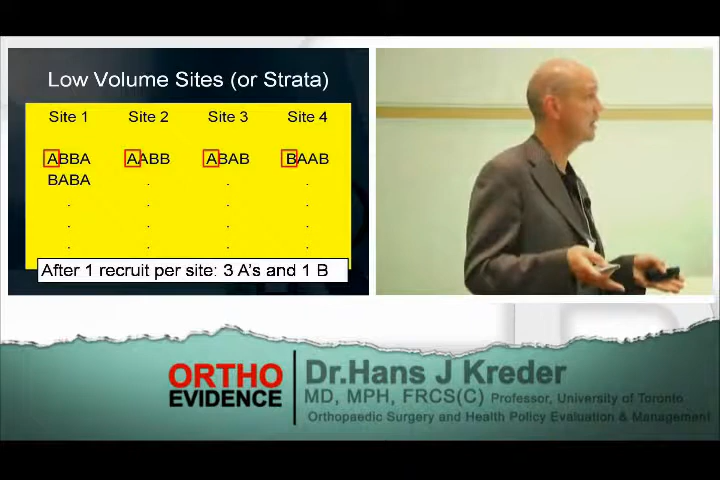 Low Volume Sites (or Strata)
Site 1 Site 2 Site 3 Site 4
ABBA AABB ABAB BAAB
BABA . . .
. . . .
. . . .
. . . .
After 1 recruit per site: 3 A's and 1 B
ORTHO
EVIDENCE
Dr.Hans J Kreder
MD, MPH, FRCS(C) Professor, University of Toronto
Orthopaedic Surgery and Health Policy Evaluation & Management